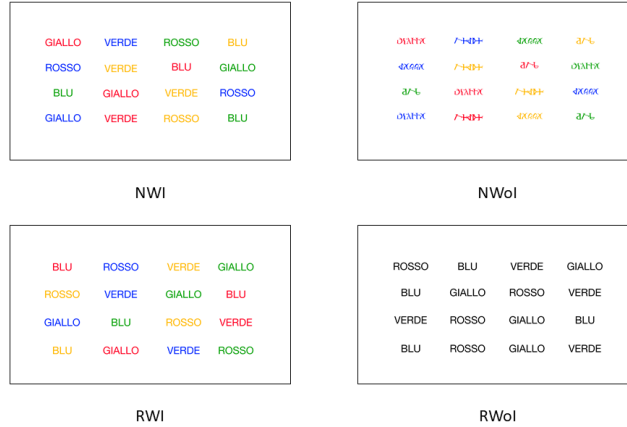 GIALLO VERDE ROSSO BLU
ROSSO VERDE BLU GIALLO
BLU GIALLO VERDE ROSSO
GIALLO VERDE ROSSO BLU
NWI
NWoI
BLU ROSSO VERDE GIALLO
ROSSO VERDE GIALLO BLU
GIALLO BLU ROSSO VERDE
BLU GIALLO VERDE ROSSO
RWI
ROSSO BLU VERDE GIALLO
BLU GIALLO ROSSO VERDE
VERDE ROSSO GIALLO BLU
BLU ROSSO GIALLO VERDE
RWoI